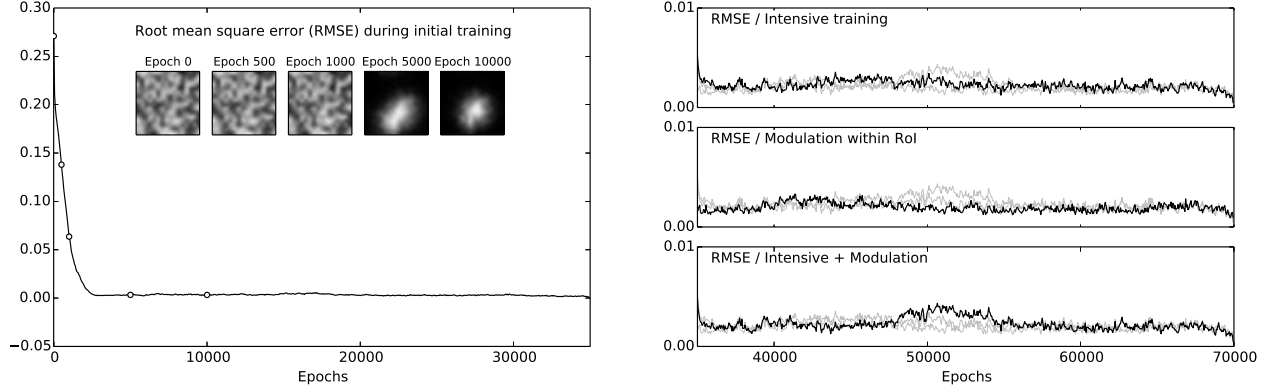 0.30
Root mean square error (RMSE) during initial training
0.25
Epoch 0 Epoch 500 Epoch 1000 Epoch 5000 Epoch 10000
0.20
0.15
0.10
0.05
0.00
−0.05
0 10000 20000 30000
Epochs
0.01
RMSE / Intensive training
0.00
0.01
RMSE / Modulation within RoI
0.00
0.01
RMSE / Intensive + Modulation
0.00
40000 50000 60000 70000
Epochs